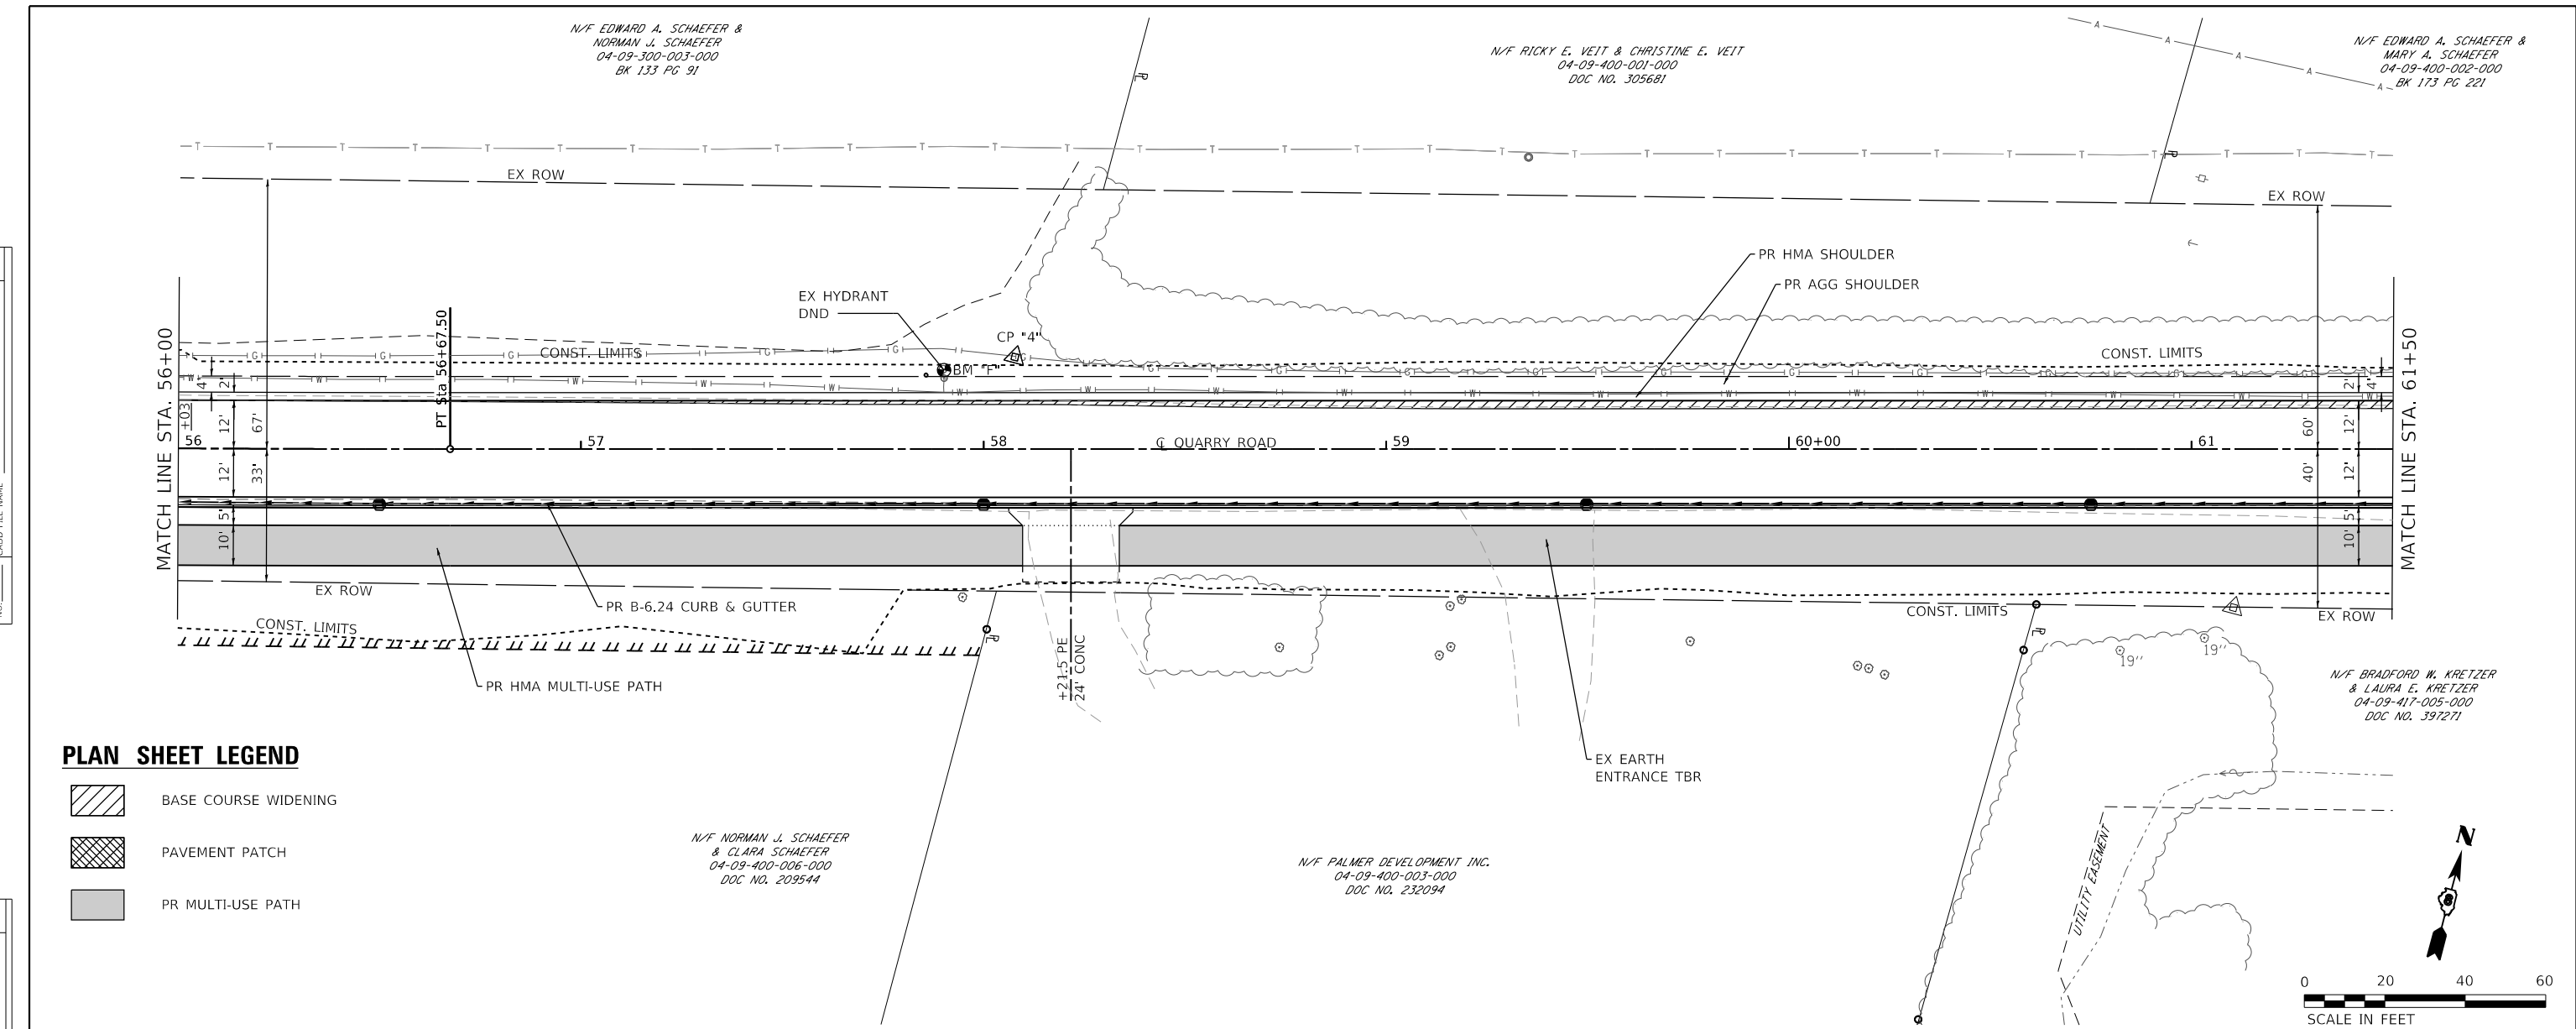 N/F EDWARD A. SCHAEFER &
NORMAN J. SCHAEFER
04-09-300-003-000
BK 133 PG 91
N/F RICKY E. VEIT & CHRISTINE E. VEIT
04-09-400-001-000
DOC NO. 305681
N/F EDWARD A. SCHAEFER &
MARY A. SCHAEFER
04-09-400-002-000
BK 173 PG 221
EX ROW
EX ROW
PR HMA SHOULDER
PR AGG SHOULDER
EX HYDRANT
DND
CP "4"
BM "F"
CONST. LIMITS
CONST. LIMITS
MATCH LINE STA. 56+00
PT Sta 56+67.50
MATCH LINE STA. 61+50
+03
4'
2'
12'
67'
12'
33'
5'
10'
2'
4'
60'
12'
40'
12'
5'
10'
56
57
58
59
60+00
61
℄ QUARRY ROAD
EX ROW
CONST. LIMITS
PR B-6.24 CURB & GUTTER
PR HMA MULTI-USE PATH
+21.5 PE
24' CONC
EX EARTH
ENTRANCE TBR
CONST. LIMITS
EX ROW
19"
19"
N/F BRADFORD W. KRETZER
& LAURA E. KRETZER
04-09-417-005-000
DOC NO. 397271
PLAN SHEET LEGEND
BASE COURSE WIDENING
PAVEMENT PATCH
PR MULTI-USE PATH
N/F NORMAN J. SCHAEFER
& CLARA SCHAEFER
04-09-400-006-000
DOC NO. 209544
N/F PALMER DEVELOPMENT INC.
04-09-400-003-000
DOC NO. 232094
UTILITY EASEMENT
N
0 20 40 60
SCALE IN FEET